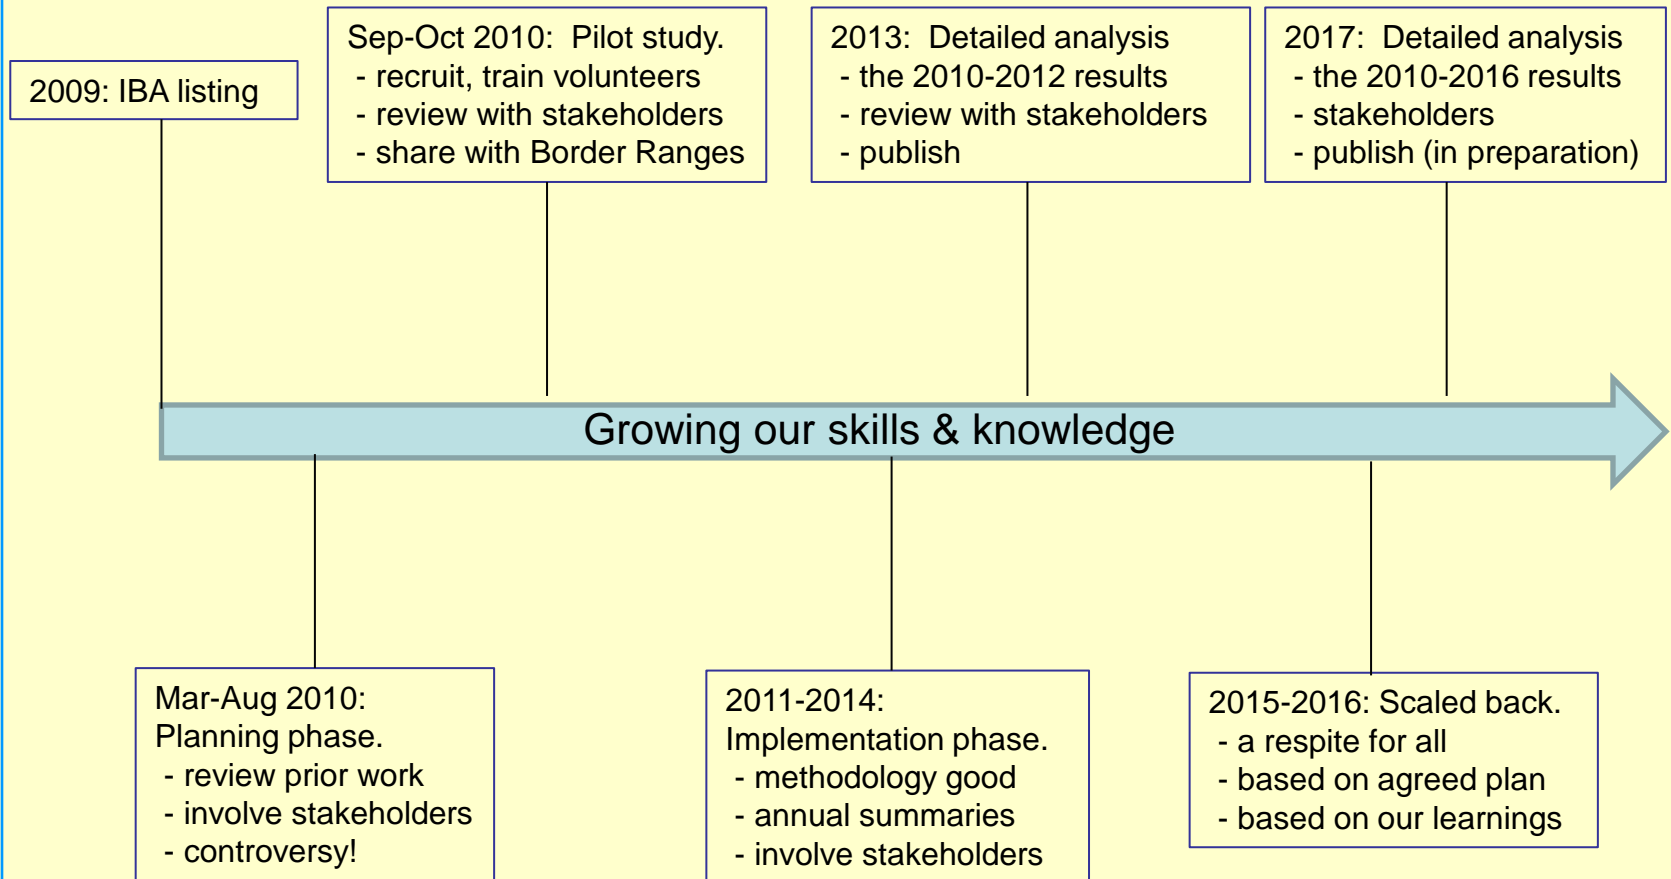 2009: IBA listing
Sep-Oct 2010:  Pilot study.
- recruit, train volunteers
- review with stakeholders
- share with Border Ranges
2013:  Detailed analysis
- the 2010-2012 results
- review with stakeholders
- publish
2017:  Detailed analysis
- the 2010-2016 results
- stakeholders
- publish (in preparation)
Growing our skills & knowledge
Mar-Aug 2010:
Planning phase.
- review prior work
- involve stakeholders
- controversy!
2011-2014:
Implementation phase.
- methodology good
- annual summaries
- involve stakeholders
2015-2016: Scaled back.
- a respite for all
- based on agreed plan
- based on our learnings